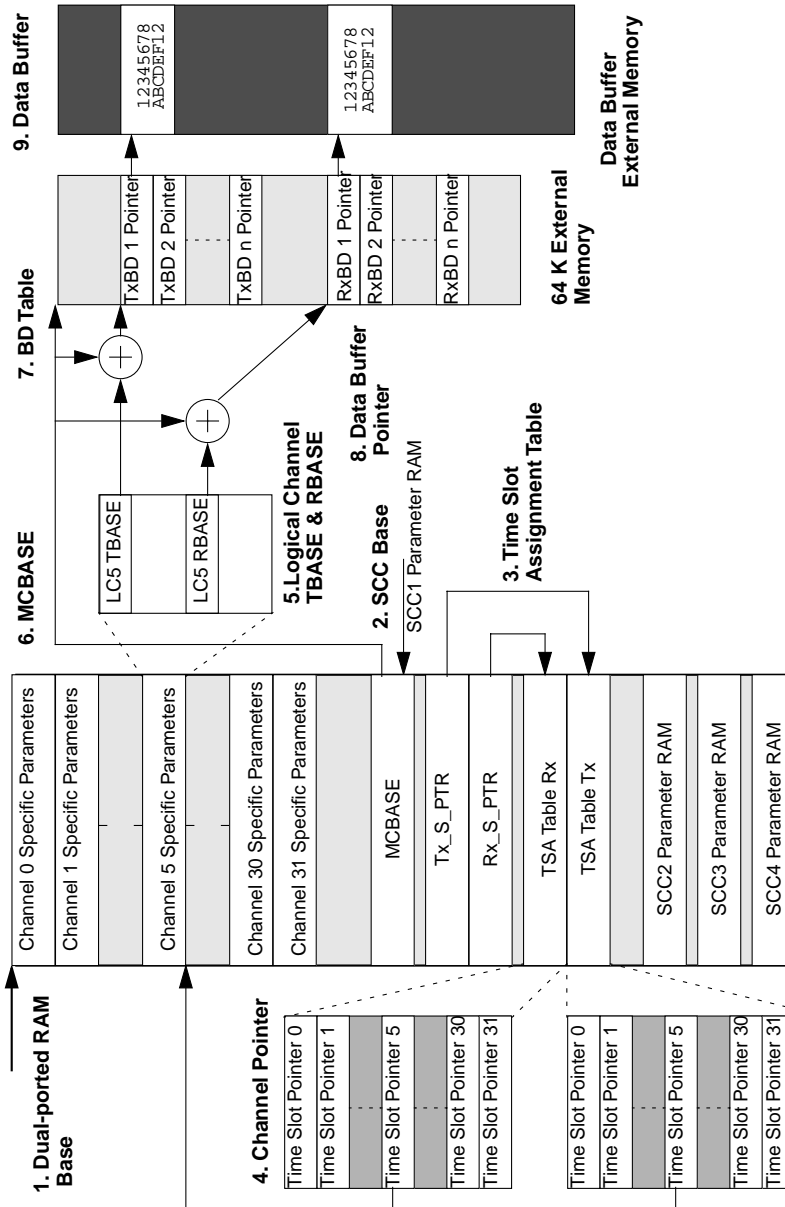 1. Dual-ported RAM
Base
Channel 0 Specific Parameters
Channel 1 Specific Parameters
Channel 5 Specific Parameters
Channel 30 Specific Parameters
Channel 31 Specific Parameters
MCBASE
Tx_S_PTR
Rx_S_PTR
TSA Table Rx
TSA Table Tx
SCC2 Parameter RAM
SCC3 Parameter RAM
SCC4 Parameter RAM
2. SCC Base
SCC1 Parameter RAM
3. Time Slot
Assignment Table
4. Channel Pointer
Time Slot Pointer 0
Time Slot Pointer 1
Time Slot Pointer 5
Time Slot Pointer 30
Time Slot Pointer 31
Time Slot Pointer 0
Time Slot Pointer 1
Time Slot Pointer 5
Time Slot Pointer 30
Time Slot Pointer 31
5.Logical Channel
TBASE & RBASE
LC5 TBASE
LC5 RBASE
6. MCBASE
7. BD Table
TxBD 1 Pointer
TxBD 2 Pointer
TxBD n Pointer
RxBD 1 Pointer
RxBD 2 Pointer
RxBD n Pointer
64 K External
Memory
8. Data Buffer
Pointer
9. Data Buffer
12345678
ABCDEF12
12345678
ABCDEF12
Data Buffer
External Memory